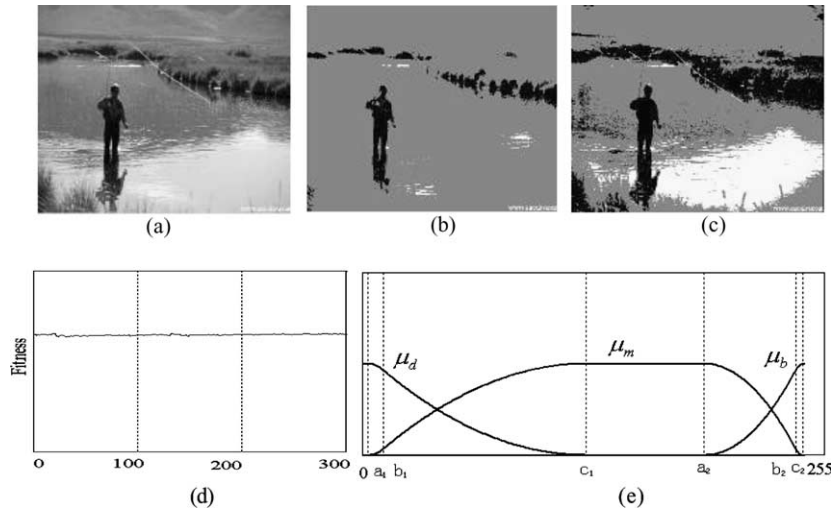 (a)
(b)
(c)
Fitness
0
100
200
300
(d)
μd
μm
μb
0
a1
b1
c1
a2
b2
c2
255
(e)